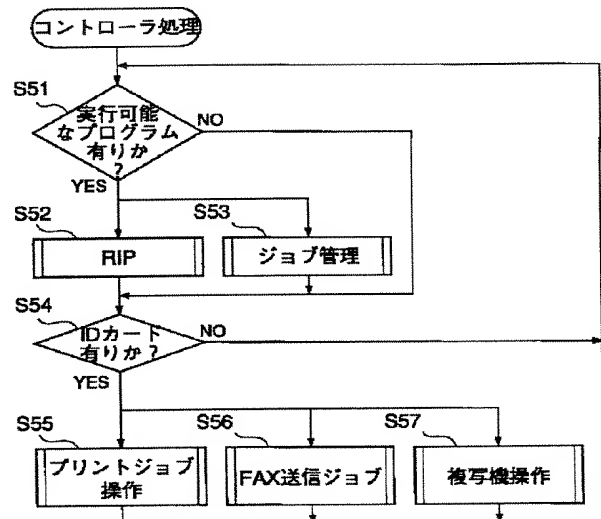 コントローラ処理
S51
実行可能
なプログラム
有りか
?
NO
YES
S52
RIP
S53
ジョブ管理
S54
IDカード
有りか?
NO
YES
S55
プリントジョブ
操作
S56
FAX送信ジョブ
S57
複写機操作